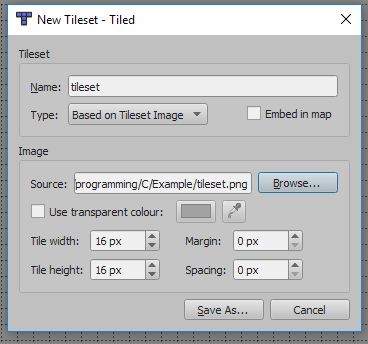 New Tileset - Tiled
Tileset
Name: tileset
Type: Based on Tileset Image Embed in map
Image
Source: /programming/C/Example/tileset.png Browse...
Use transparent colour:
Tile width: 16 px Margin: 0 px
Tile height: 16 px Spacing: 0 px
Save As... Cancel